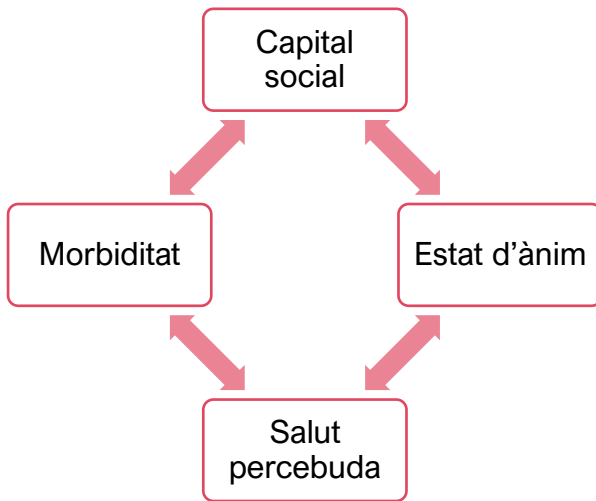 Capital
social
Morbiditat
Estat d'ànim
Salut
percebuda